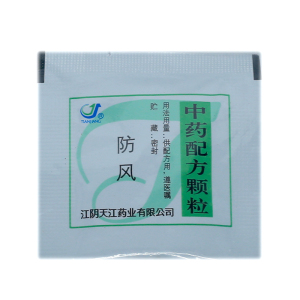 中药配方颗粒
用法用量:供配方用,遵医嘱
贮 藏:密封
防风
TIANJIANG
®
江阴天江药业有限公司